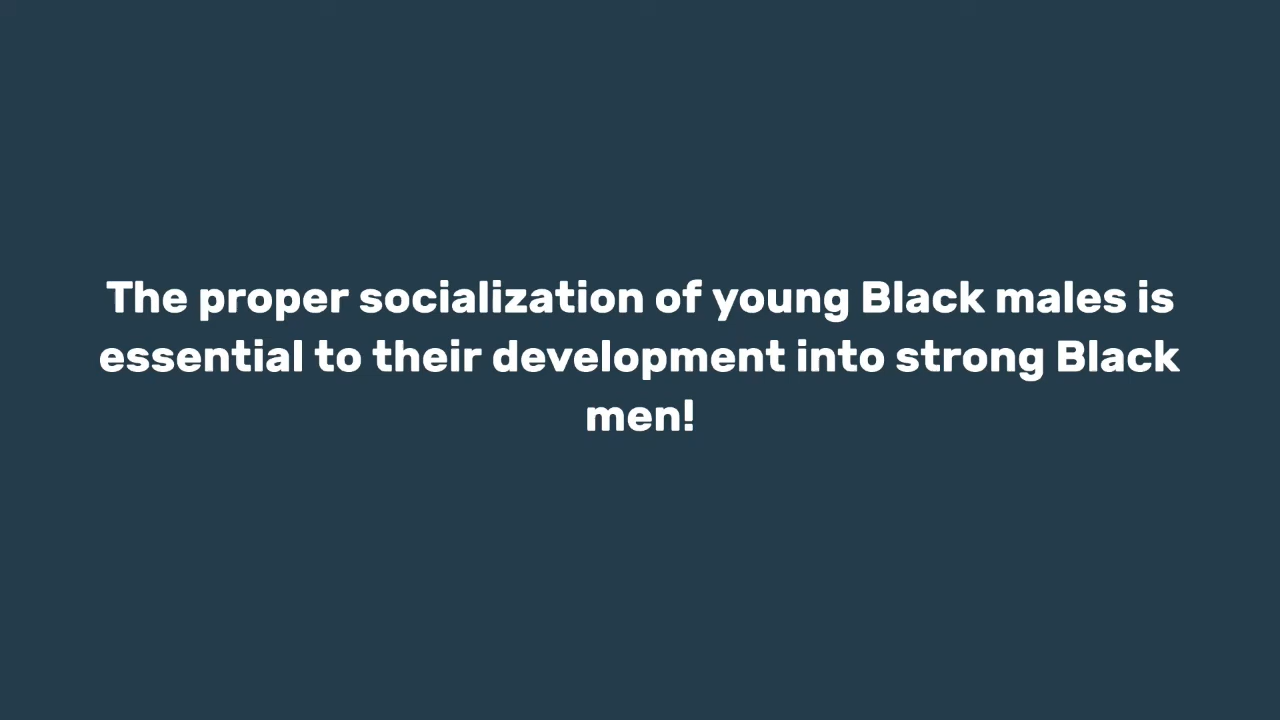 The proper socialization of young Black males is
essential to their development into strong Black
men!